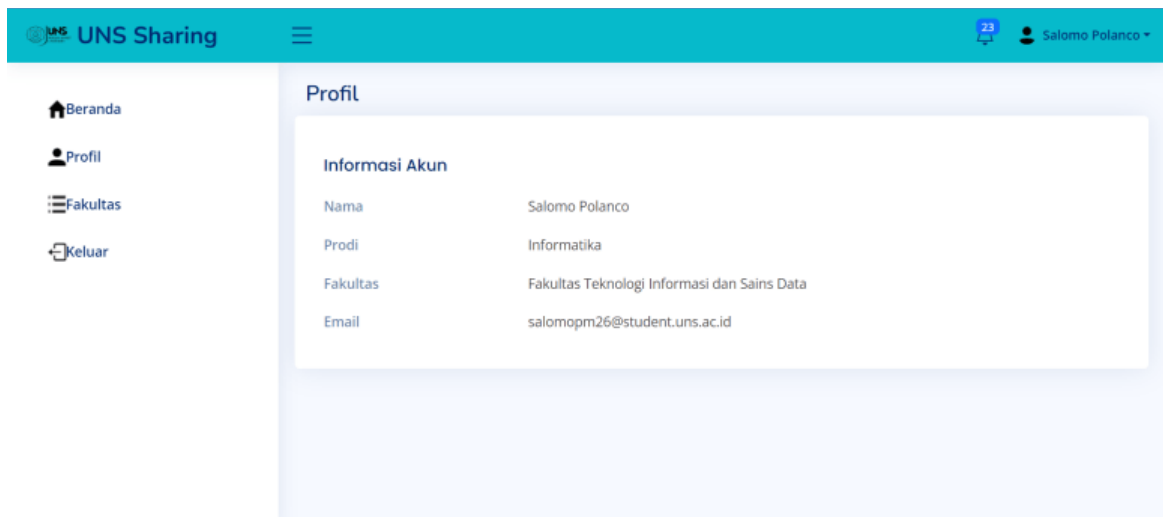 UNS UNS Sharing
23
Salomo Polanco
Beranda
Profil
Fakultas
Keluar
Profil
Informasi Akun
Nama Salomo Polanco
Prodi Informatika
Fakultas Fakultas Teknologi Informasi dan Sains Data
Email salomopm26@student.uns.ac.id